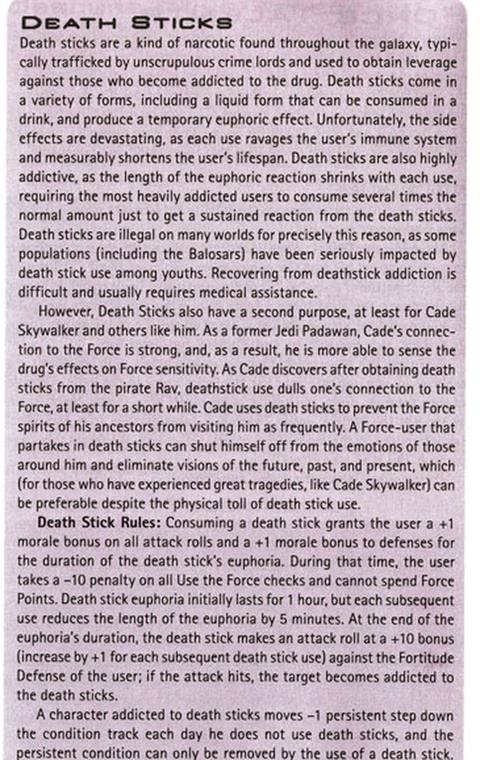 DEATH STICKS
Death sticks are a kind of narcotic found throughout the galaxy, typi-
cally trafficked by unscrupulous crime lords and used to obtain leverage
against those who become addicted to the drug. Death sticks come in
a variety of forms, including a liquid form that can be consumed in a
drink, and produce a temporary euphoric effect. Unfortunately, the side
effects are devastating, as each use ravages the user's immune system
and measurably shortens the user's lifespan. Death sticks are also highly
addictive, as the length of the euphoric reaction shrinks with each use,
requiring the most heavily addicted users to consume several times the
normal amount just to get a sustained reaction from the death sticks.
Death sticks are illegal on many worlds for precisely this reason, as some
populations (including the Balosars) have been seriously impacted by
death stick use among youths. Recovering from deathstick addiction is
difficult and usually requires medical assistance.
However, Death Sticks also have a second purpose, at least for Cade
Skywalker and others like him. As a former Jedi Padawan, Cade's connec-
tion to the Force is strong, and, as a result, he is more able to sense the
drug's effects on Force sensitivity. As Cade discovers after obtaining death
sticks from the pirate Rav, deathstick use dulls one's connection to the
Force, at least for a short while. Cade uses death sticks to prevent the Force
spirits of his ancestors from visiting him as frequently. A Force-user that
partakes in death sticks can shut himself off from the emotions of those
around him and eliminate visions of the future, past, and present, which
(for those who have experienced great tragedies, like Cade Skywalker) can
be preferable despite the physical toll of death stick use.
Death Stick Rules: Consuming a death stick grants the user a +1
morale bonus on all attack rolls and a +1 morale bonus to defenses for
the duration of the death stick's euphoria. During that time, the user
takes a –10 penalty on all Use the Force checks and cannot spend Force
Points. Death stick euphoria initially lasts for 1 hour, but each subsequent
use reduces the length of the euphoria by 5 minutes. At the end of the
euphoria's duration, the death stick makes an attack roll at a +10 bonus
(increase by +1 for each subsequent death stick use) against the Fortitude
Defense of the user; if the attack hits, the target becomes addicted to
the death sticks.
A character addicted to death sticks moves –1 persistent step down
the condition track each day he does not use death sticks, and the
persistent condition can only be removed by the use of a death stick.